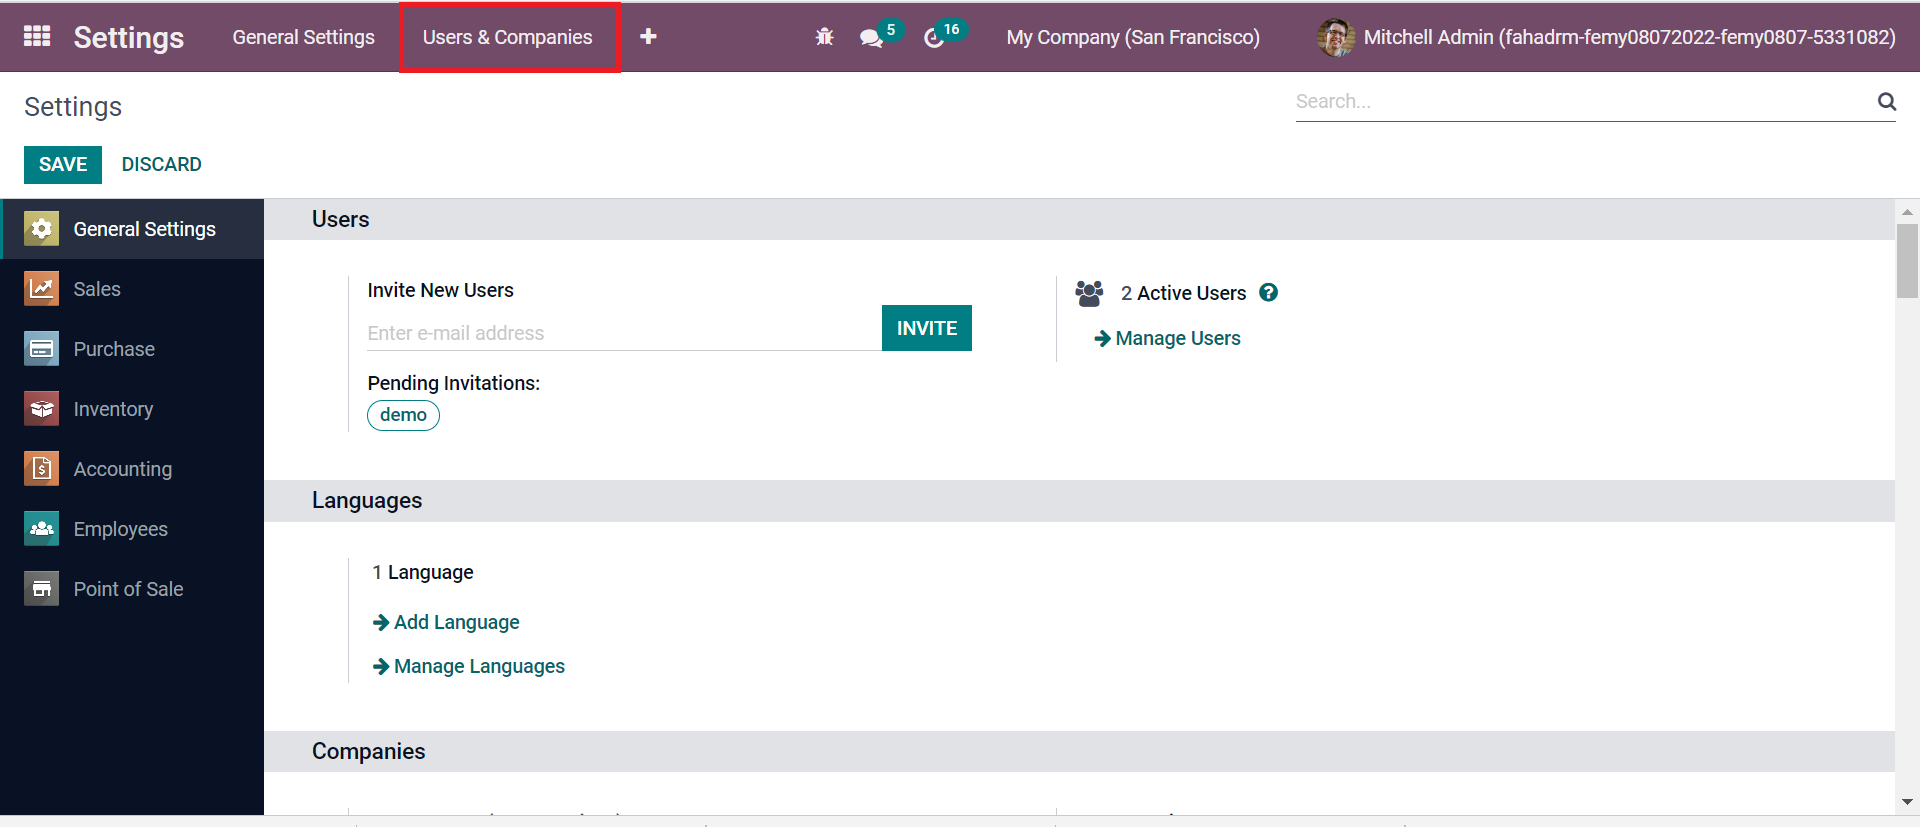 Settings General Settings Users & Companies 5 16 My Company (San Francisco) Mitchell Admin (fahadrm-femy08072022-femy0807-5331082)
Settings
Search...
SAVE DISCARD
General Settings
Sales
Purchase
Inventory
Accounting
Employees
Point of Sale
Users
Invite New Users
Enter e-mail address
INVITE
Pending Invitations:
demo
2 Active Users
Manage Users
Languages
1 Language
Add Language
Manage Languages
Companies